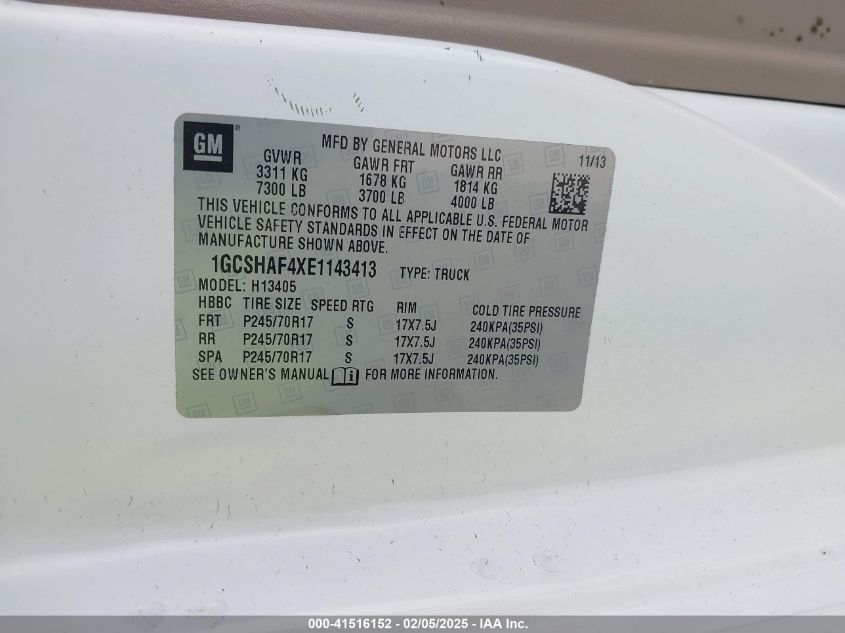 GM
MFD BY GENERAL MOTORS LLC 11/13
GVWR GAWR FRT GAWR RR
3311 KG 1678 KG 1814 KG
7300 LB 3700 LB 4000 LB
THIS VEHICLE CONFORMS TO ALL APPLICABLE U.S. FEDERAL MOTOR
VEHICLE SAFETY STANDARDS IN EFFECT ON THE DATE OF
MANUFACTURE SHOWN ABOVE.
1GCSHAF4XE1143413 TYPE: TRUCK
MODEL: H13405
HBBC TIRE SIZE SPEED RTG RIM COLD TIRE PRESSURE
FRT P245/70R17 S 17X7.5J 240KPA(35PSI)
RR P245/70R17 S 17X7.5J 240KPA(35PSI)
SPA P245/70R17 S 17X7.5J 240KPA(35PSI)
SEE OWNER'S MANUAL FOR MORE INFORMATION.
000-41516152 - 02/05/2025 - IAA